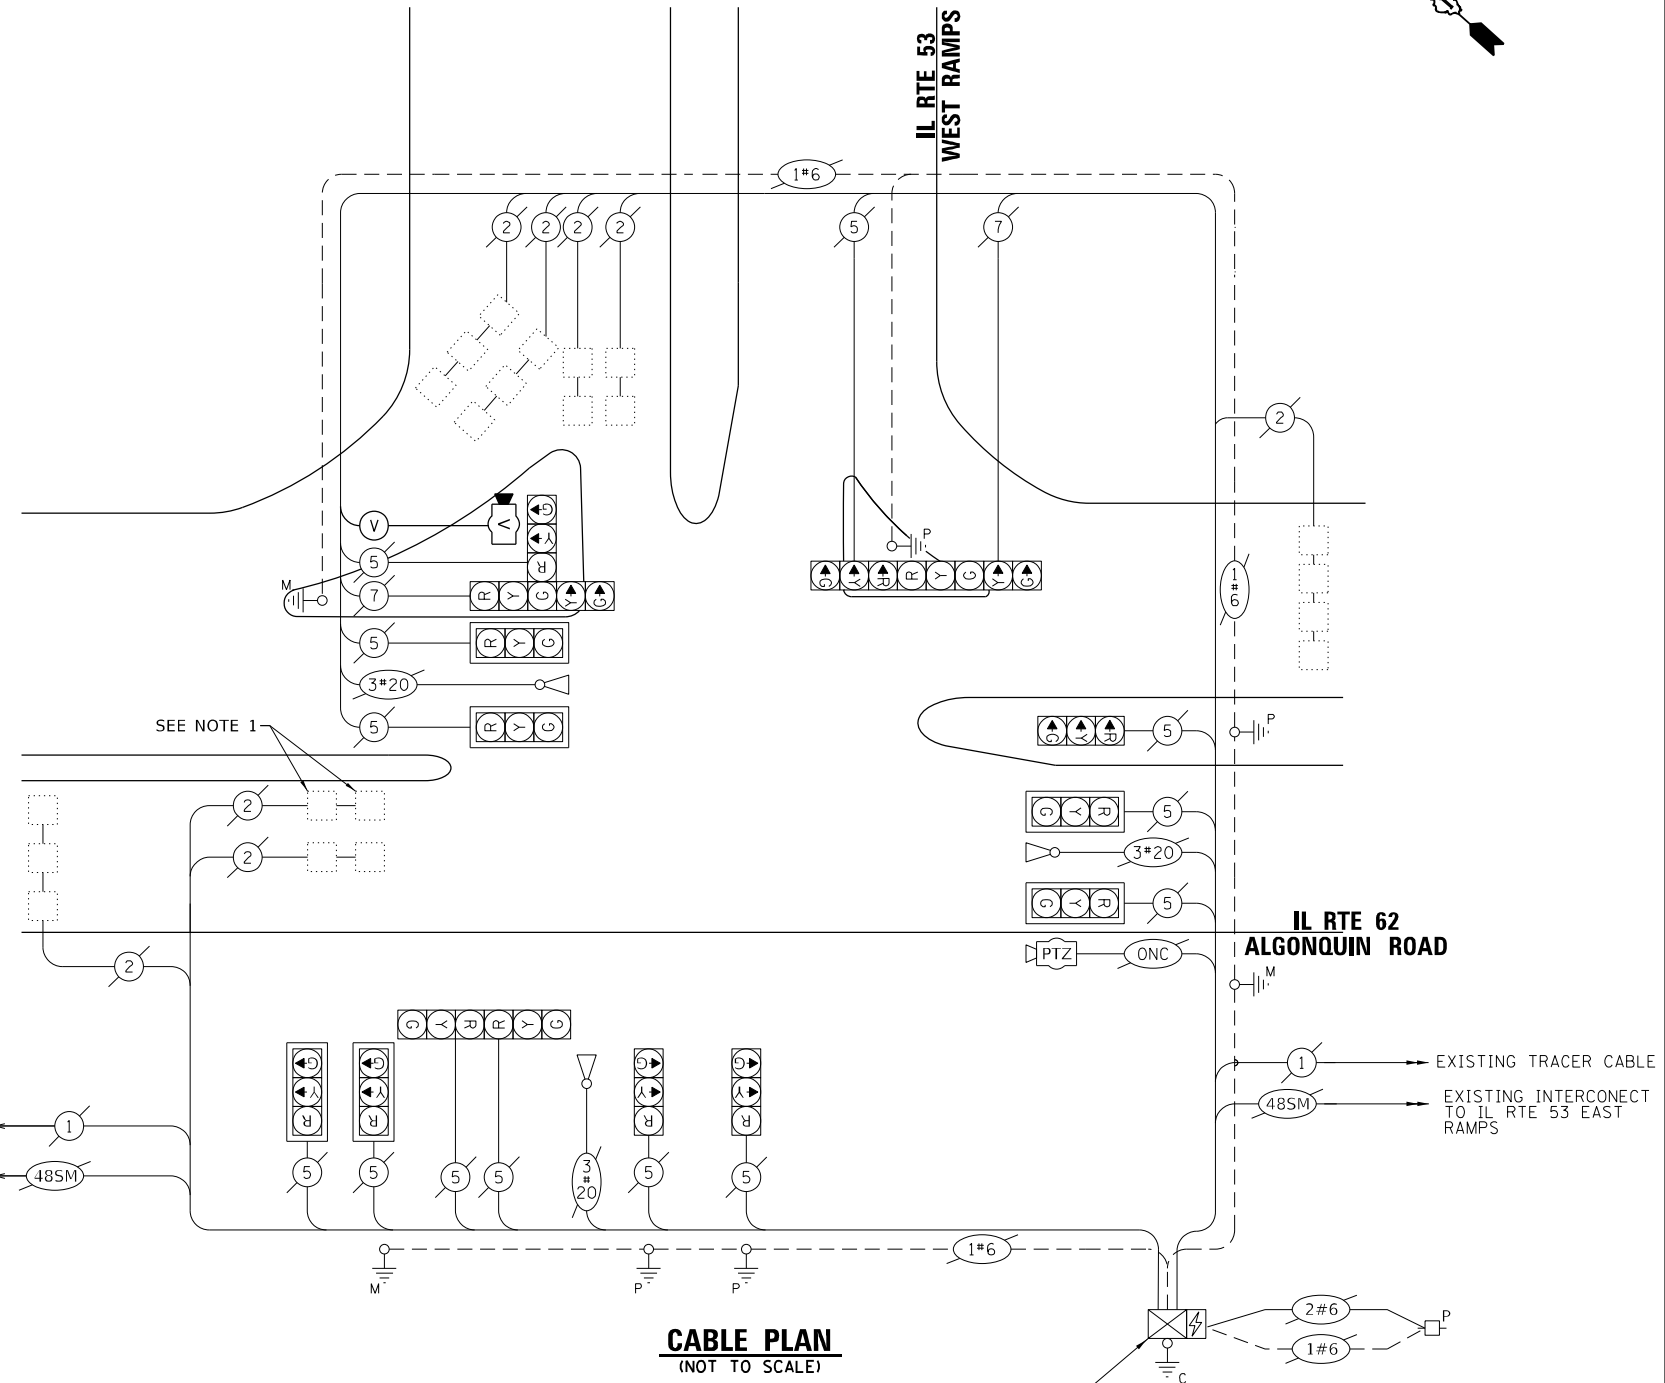 IL RTE 53
WEST RAMPS
1#6
2 2 2 2 5 7
2
V
G
Y
R
5
M
7
R Y G Y G
P
G Y R R Y G Y G
1
#
6
5
R Y G
3#20
5
R Y G
SEE NOTE 1
G Y R
5
P
2
G Y R
5
2
3#20
G Y R
5
IL RTE 62
ALGONQUIN ROAD
PTZ
ONC
2
M
G Y R R Y G
G
Y
R
G
Y
R
G
Y
R
G
Y
R
1
EXISTING TRACER CABLE
48SM
EXISTING INTERCONECT
TO IL RTE 53 EAST
RAMPS
1
48SM
5 5 5 5
3
#
20
5 5
1#6
M P P
2#6
P
1#6
C
CABLE PLAN
(NOT TO SCALE)